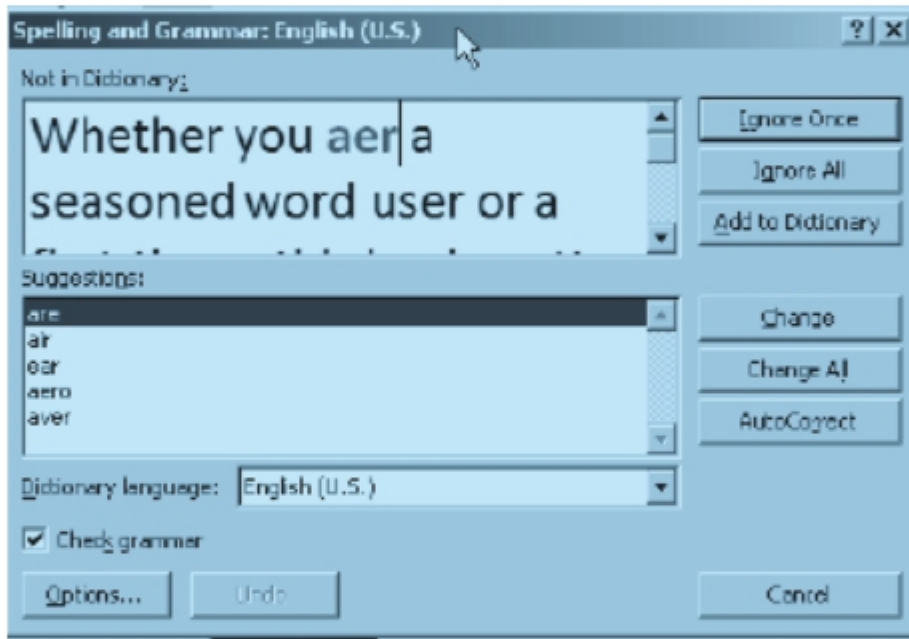 Spelling and Grammar: English (U.S.)
Not in Dictionary:
Whether you aer a
seasoned word user or a
Ignore Once
Ignore All
Add to Dictionary
Suggestions:
are
air
ear
aero
aver
Change
Change All
AutoCorrect
Dictionary language: English (U.S.)
Check grammar
Options... Undo Cancel